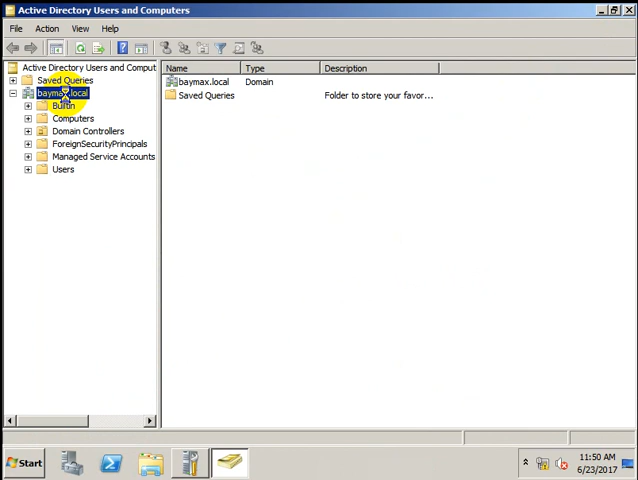 Active Directory Users and Computers
File Action View Help
Active Directory Users and Comput
Saved Queries
baymax.local
Builtin
Computers
Domain Controllers
ForeignSecurityPrincipals
Managed Service Accounts
Users
Name Type Description
baymax.local Domain
Saved Queries Folder to store your favor...
Start
11:50 AM
6/23/2017